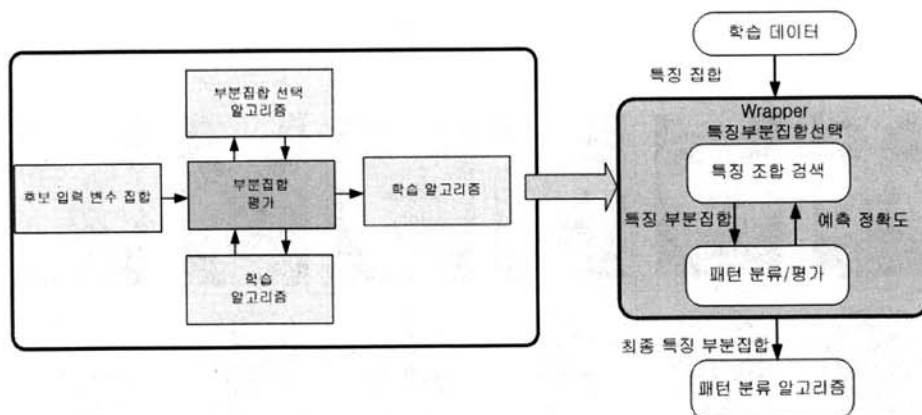 부분집합 선택
알고리즘
후보 입력 변수 집합
부분집합
평가
학습 알고리즘
학습
알고리즘
학습 데이터
특징 집합
Wrapper
특징부분집합선택
특징 조합 검색
특징 부분집합
예측 정확도
패턴 분류/평가
최종 특징 부분집합
패턴 분류 알고리즘